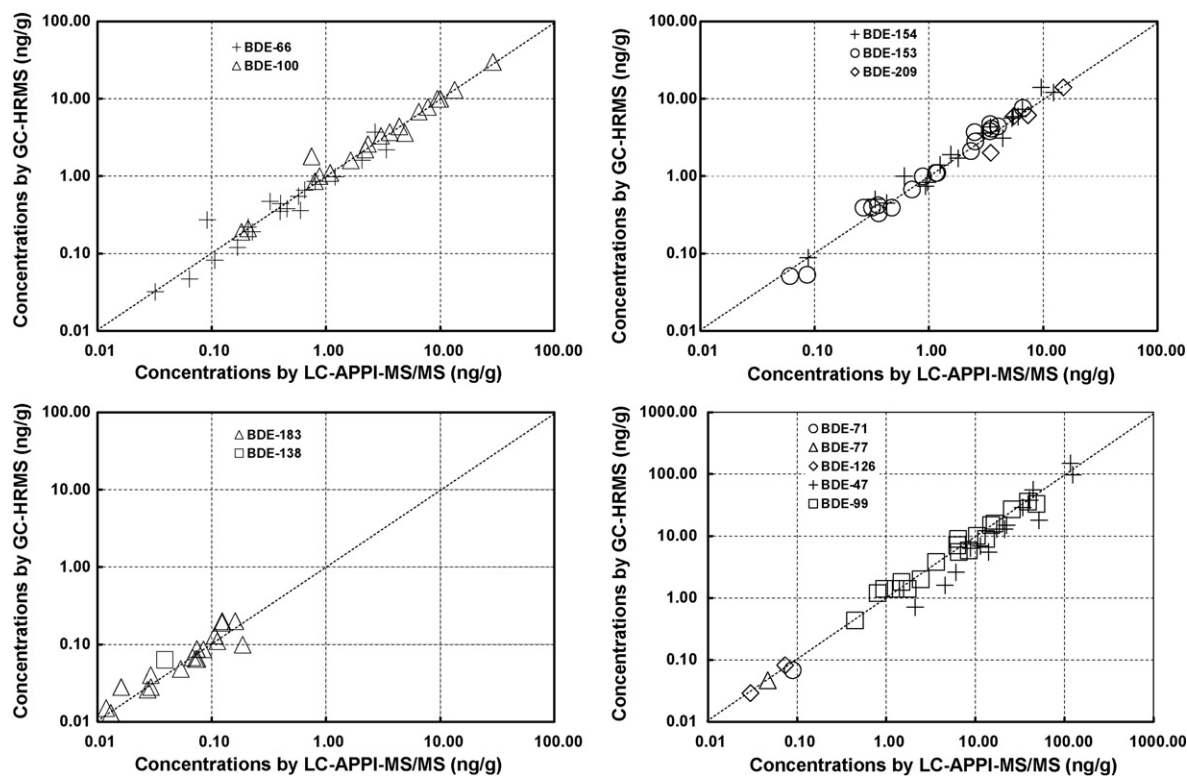 100.00
10.00
1.00
0.10
0.01
Concentrations by GC-HRMS (ng/g)
BDE-66
BDE-100
0.01 0.10 1.00 10.00 100.00
Concentrations by LC-APPI-MS/MS (ng/g)
100.00
10.00
1.00
0.10
0.01
Concentrations by GC-HRMS (ng/g)
BDE-154
BDE-153
BDE-209
0.01 0.10 1.00 10.00 100.00
Concentrations by LC-APPI-MS/MS (ng/g)
100.00
10.00
1.00
0.10
0.01
Concentrations by GC-HRMS (ng/g)
BDE-183
BDE-138
0.01 0.10 1.00 10.00 100.00
Concentrations by LC-APPI-MS/MS (ng/g)
1000.00
100.00
10.00
1.00
0.10
0.01
Concentrations by GC-HRMS (ng/g)
BDE-71
BDE-77
BDE-126
BDE-47
BDE-99
0.01 0.10 1.00 10.00 100.00 1000.00
Concentrations by LC-APPI-MS/MS (ng/g)